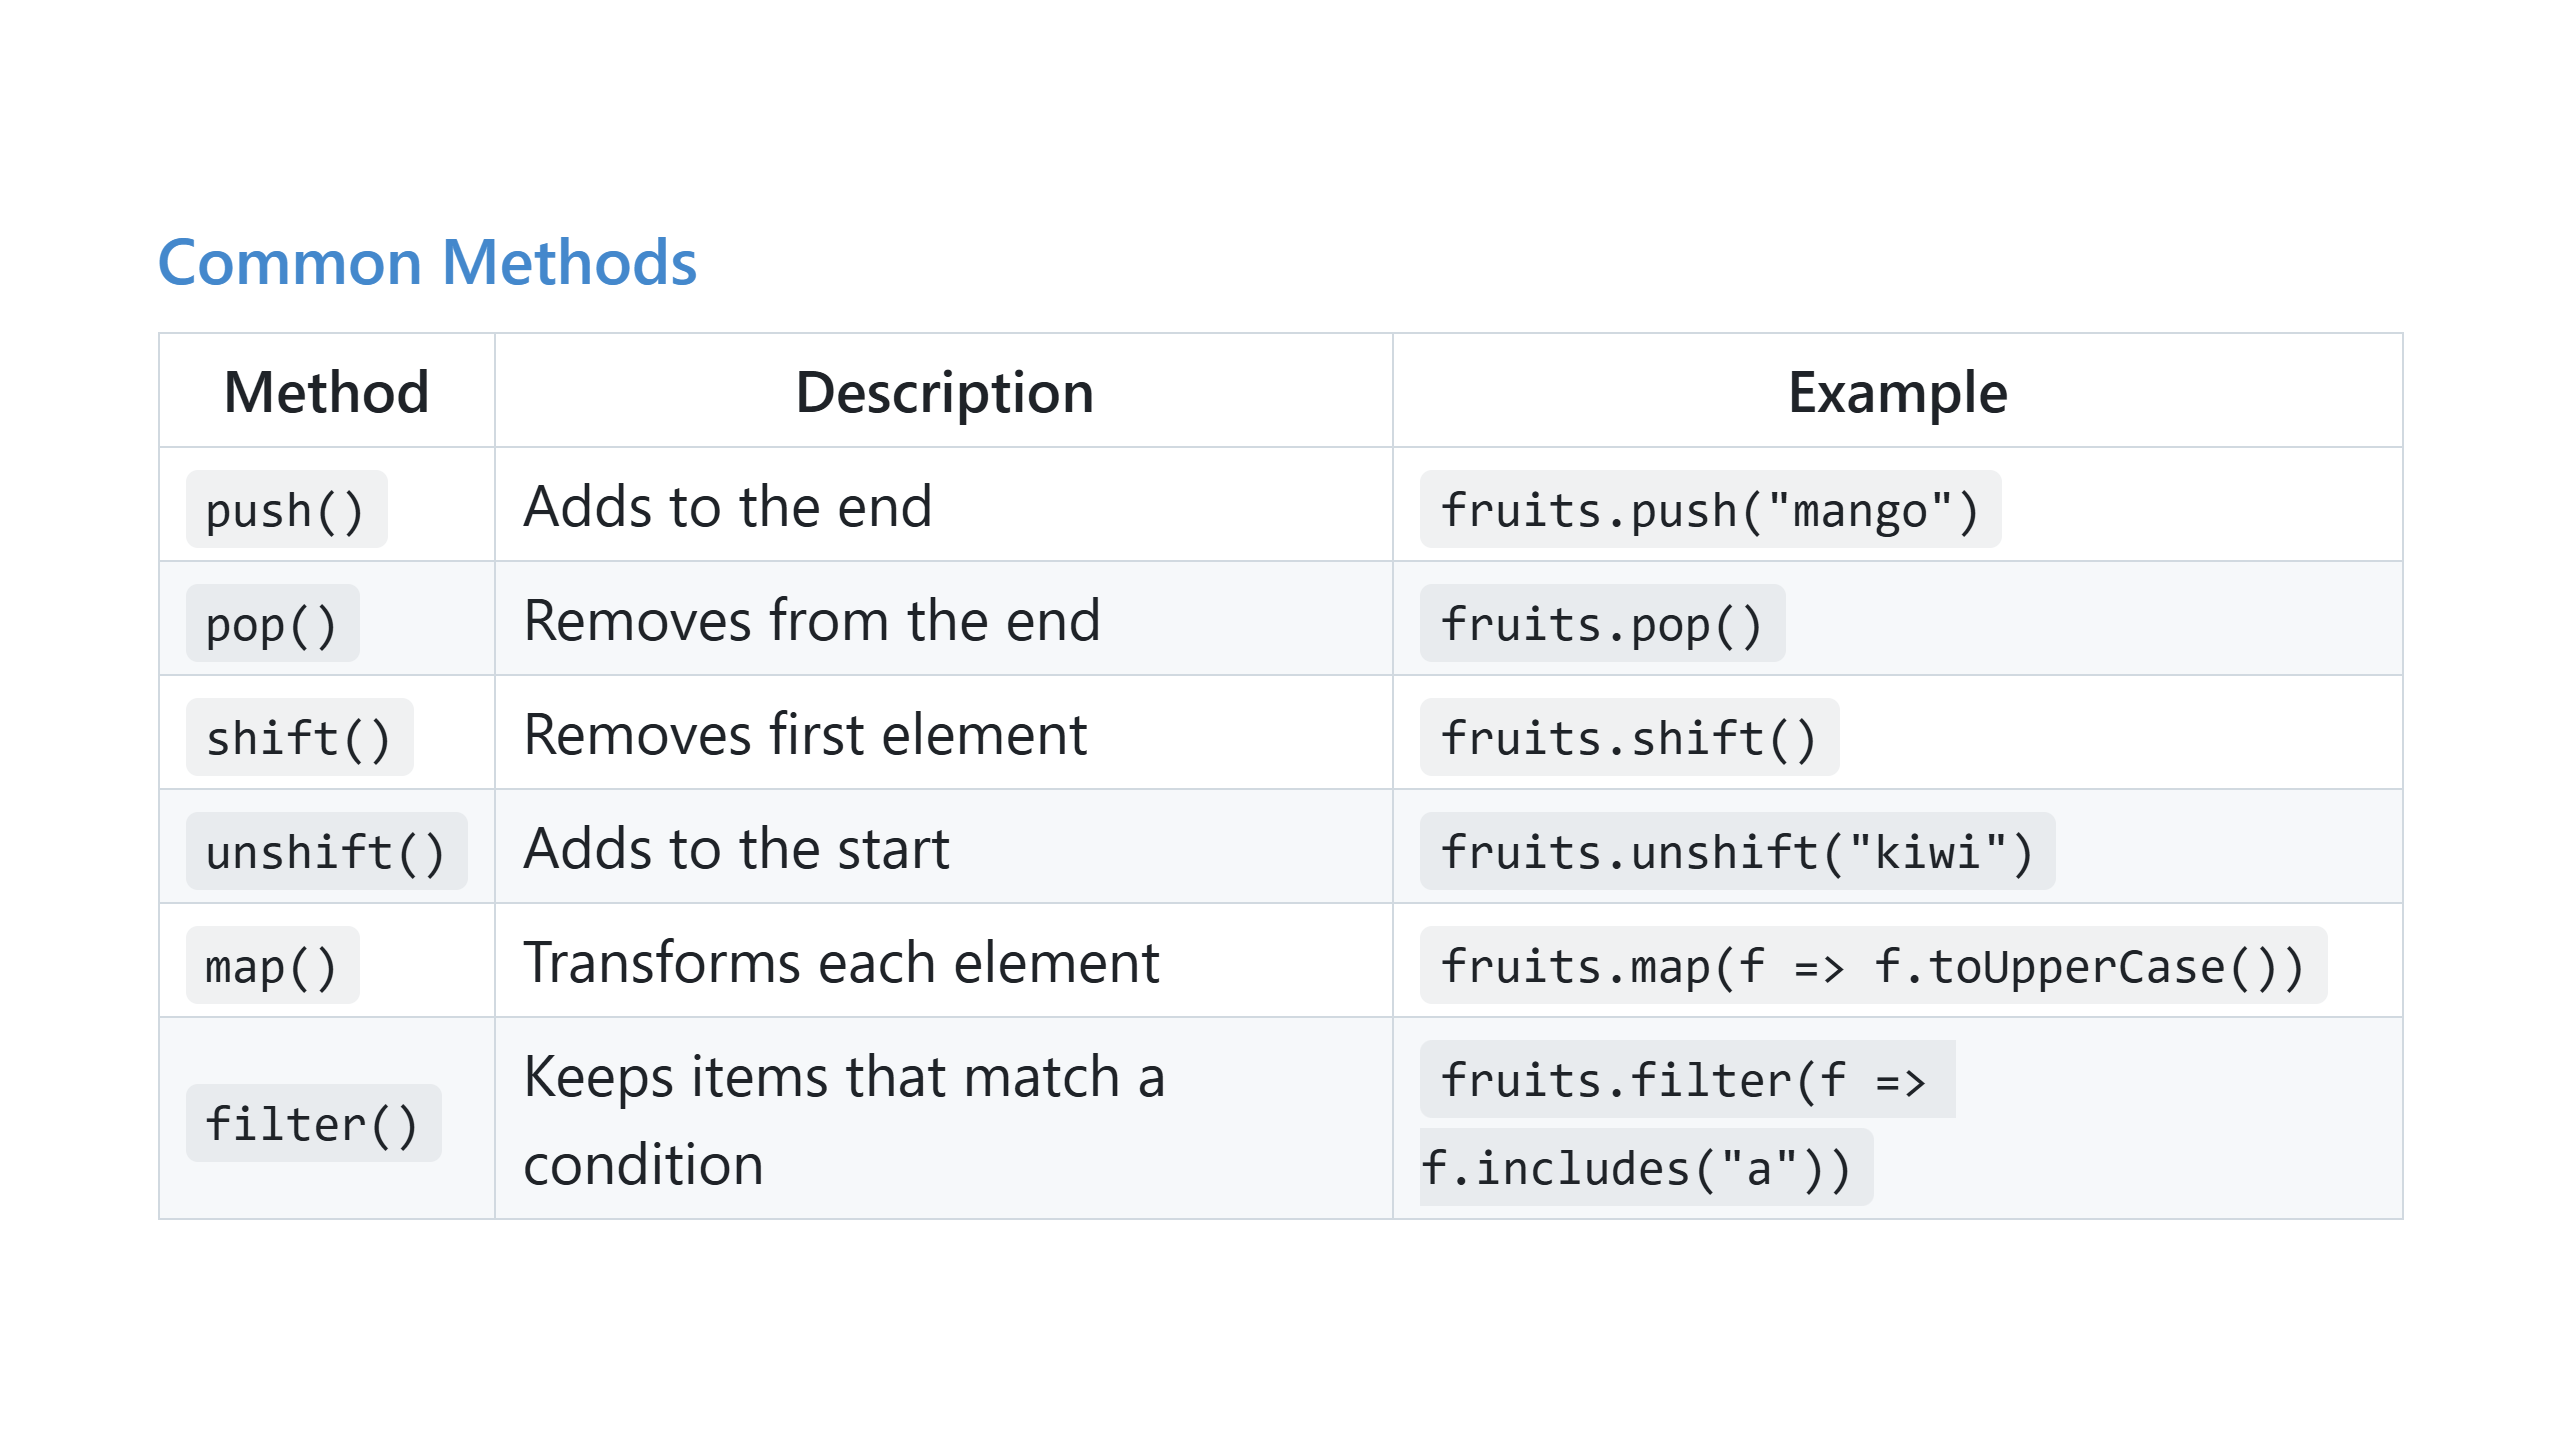 Common Methods
Method Description Example
push() Adds to the end fruits.push("mango")
pop() Removes from the end fruits.pop()
shift() Removes first element fruits.shift()
unshift() Adds to the start fruits.unshift("kiwi")
map() Transforms each element fruits.map(f => f.toUpperCase())
filter() Keeps items that match a fruits.filter(f =>
condition f.includes("a"))